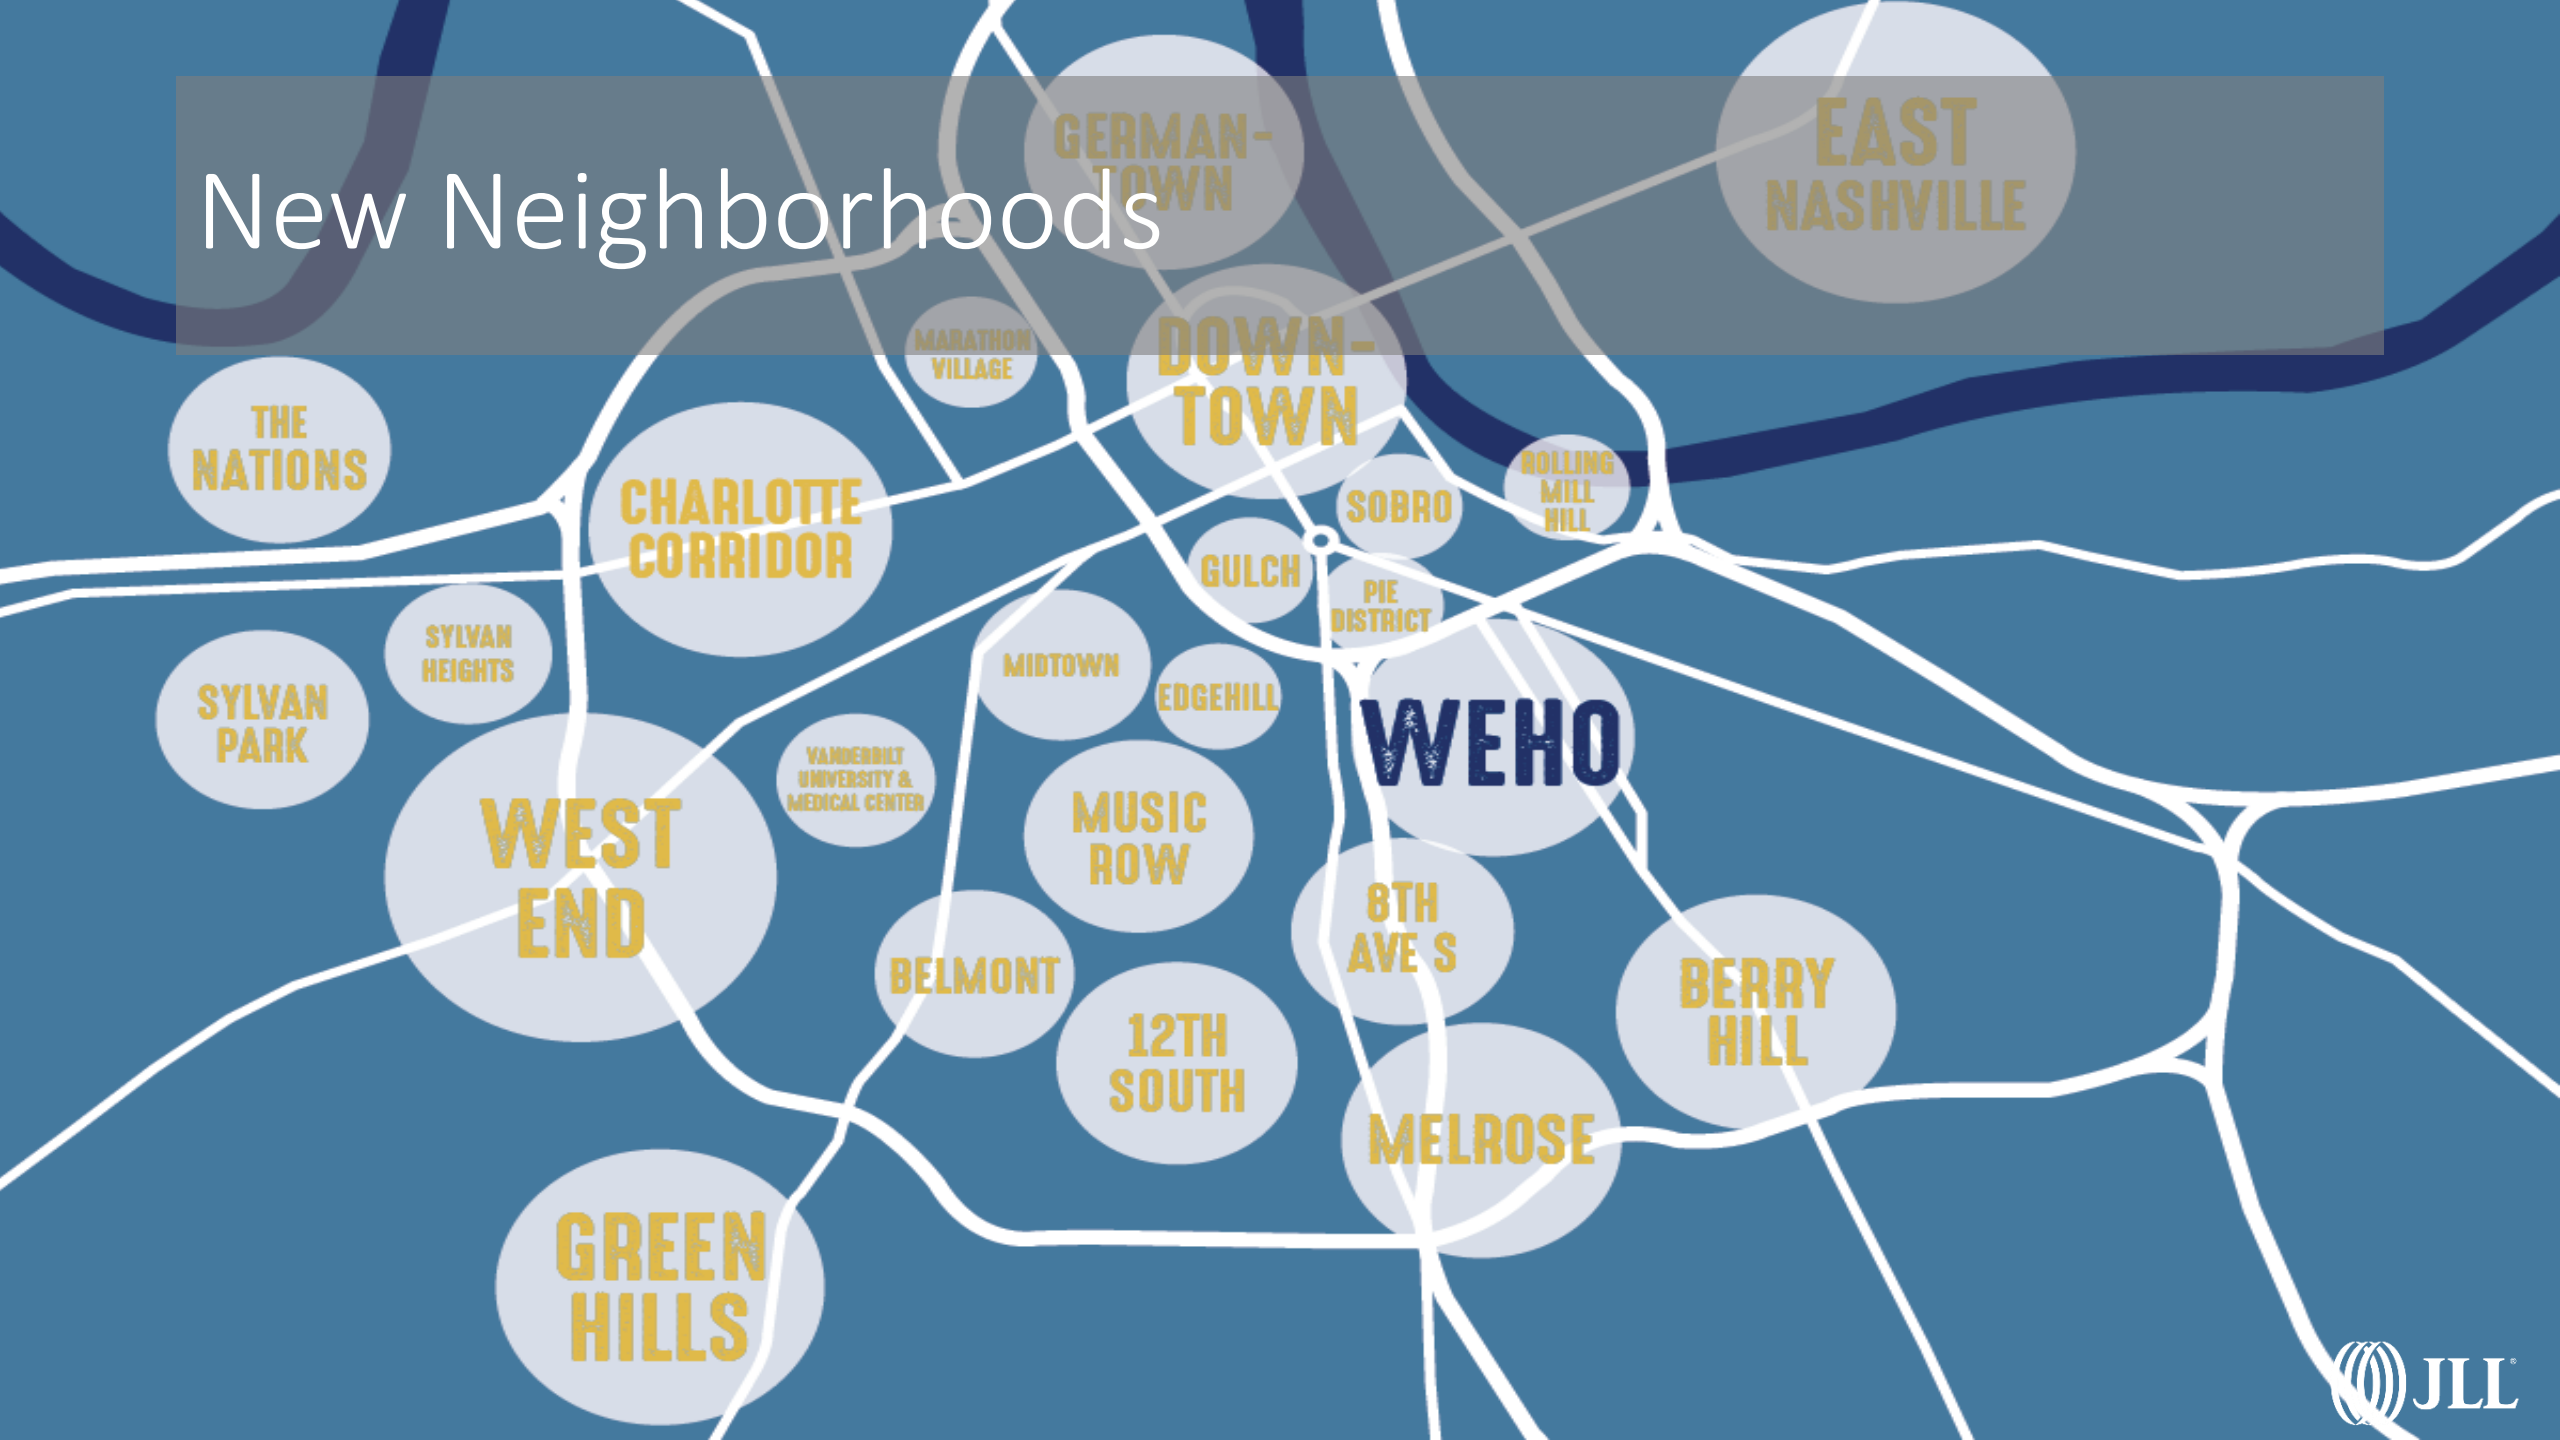 New Neighborhoods
GERMAN-
TOWN
EAST
NASHVILLE
MARATHON
VILLAGE
DOWN-
TOWN
THE
NATIONS
CHARLOTTE
CORRIDOR
SOBRO
ROLLING
MILL
HILL
GULCH
PIE
DISTRICT
SYLVAN
HEIGHTS
SYLVAN
PARK
MIDTOWN
EDGEHILL
WEHO
VANDERBILT
UNIVERSITY &
MEDICAL CENTER
WEST
END
MUSIC
ROW
8TH
AVE S
BELMONT
BERRY
HILL
12TH
SOUTH
MELROSE
GREEN
HILLS
JLL®